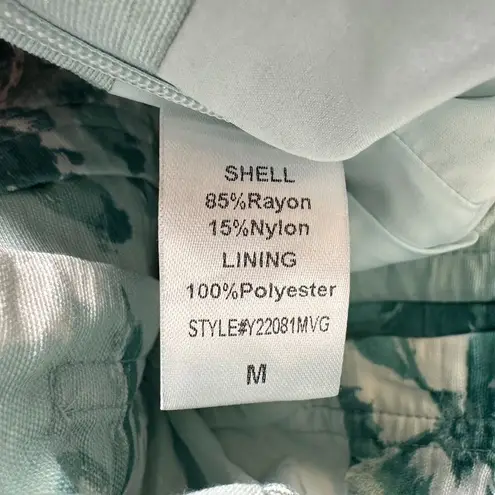 SHELL
85%Rayon
15%Nylon
LINING
100%Polyester
STYLE#Y22081MVG
M